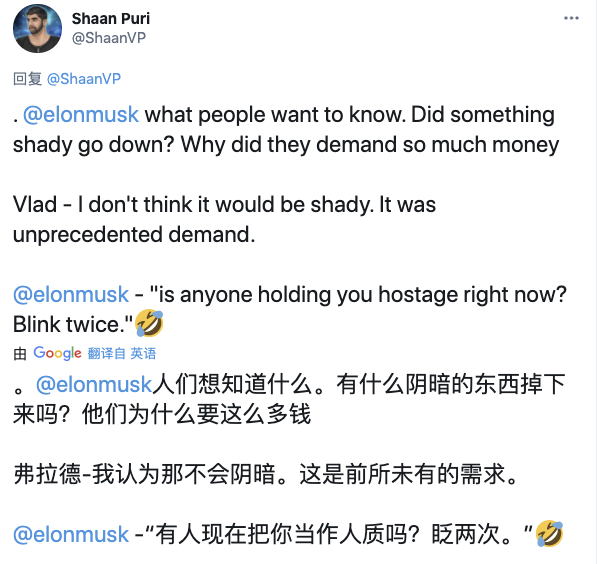 Shaan Puri
@ShaanVP
回复 @ShaanVP
. @elonmusk what people want to know. Did something
shady go down? Why did they demand so much money
Vlad - I don't think it would be shady. It was
unprecedented demand.
@elonmusk - "is anyone holding you hostage right now?
Blink twice."🤣
由 Google 翻译自 英语
。@elonmusk人们想知道什么。有什么阴暗的东西掉下
来吗？他们为什么要这么多钱
弗拉德-我认为那不会阴暗。这是前所未有的需求。
@elonmusk -“有人现在把你当作人质吗？眨两次。”🤣